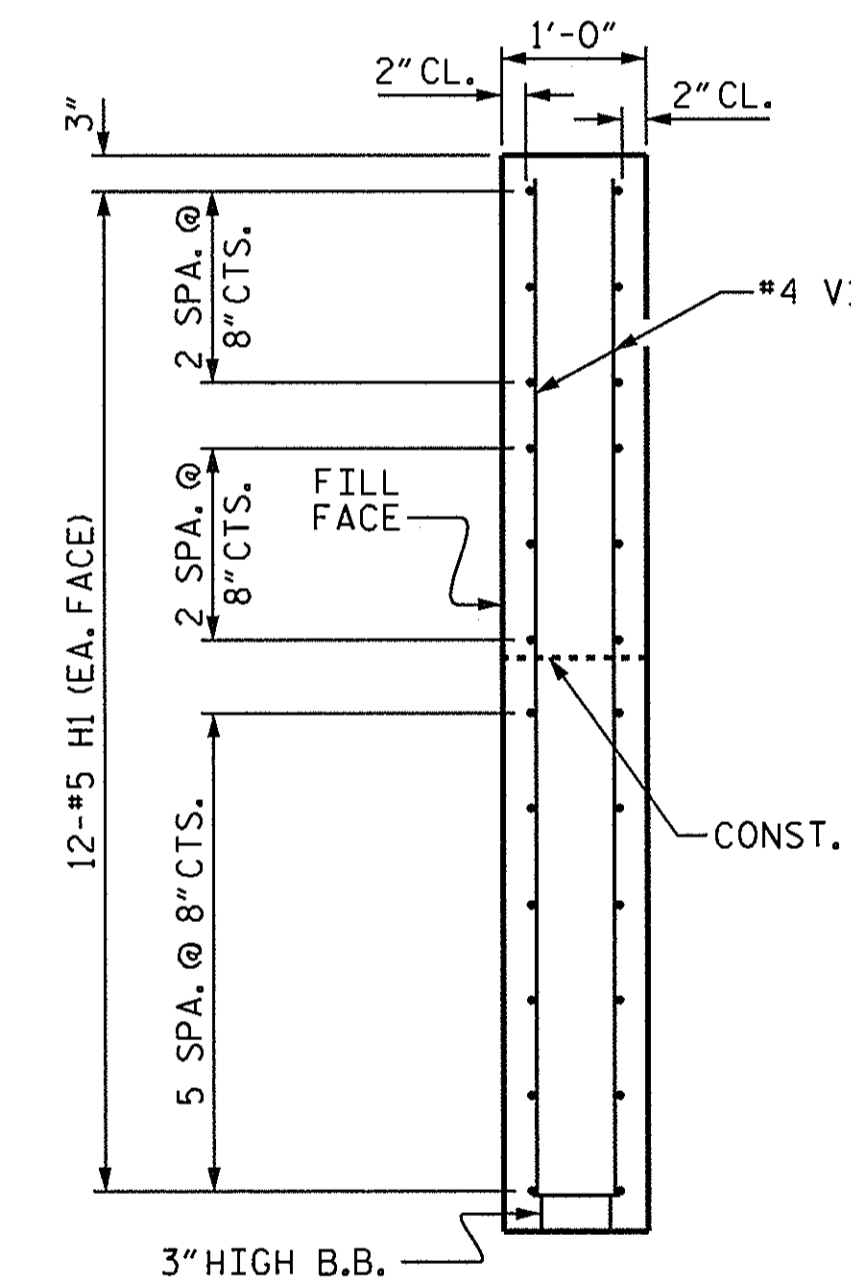 1'-0"
2" CL.
2" CL.
3"
2 SPA. @
8" CTS.
#4 V1
2 SPA. @
8" CTS.
FILL
FACE
12-#5 H1 (EA. FACE)
5 SPA. @ 8" CTS.
CONST.
3" HIGH B.B.